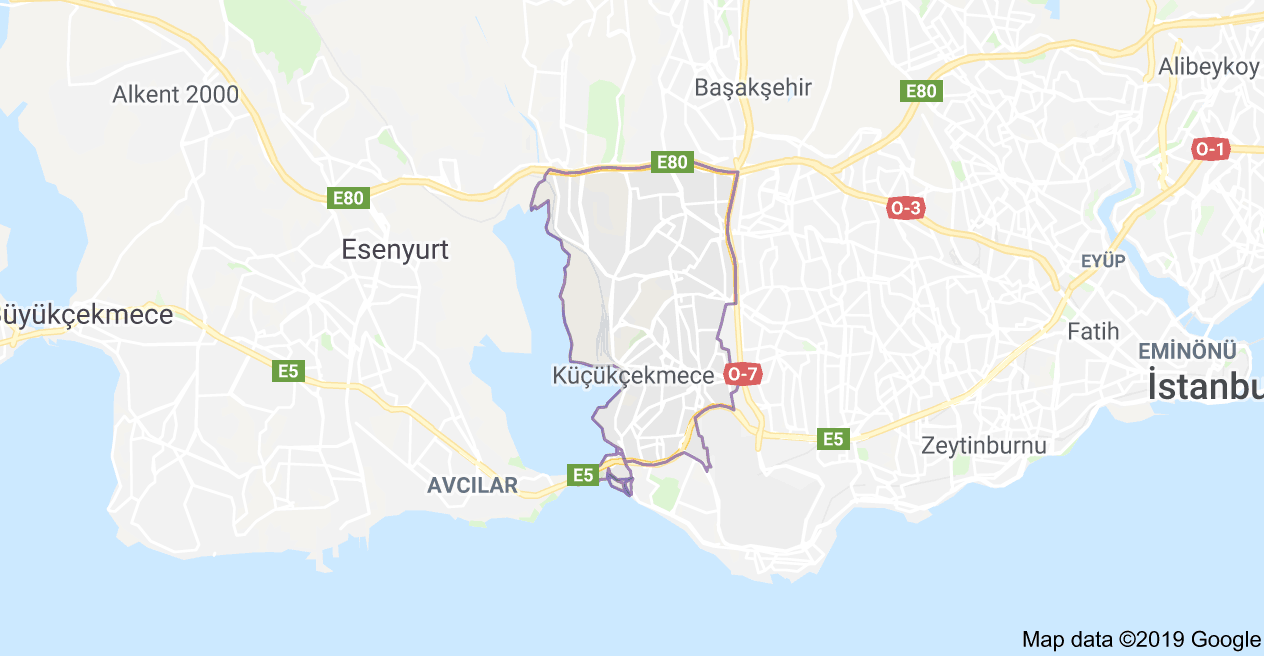 Alibeykoy
Başakşehir
Alkent 2000
E80
O-1
E80
E80
O-3
Esenyurt
EYÜP
Büyükçekmece
Fatih
EMİNÖNÜ
E5
Küçükçekmece
O-7
İstanbu
E5
Zeytinburnu
E5
AVCILAR
Map data ©2019 Google